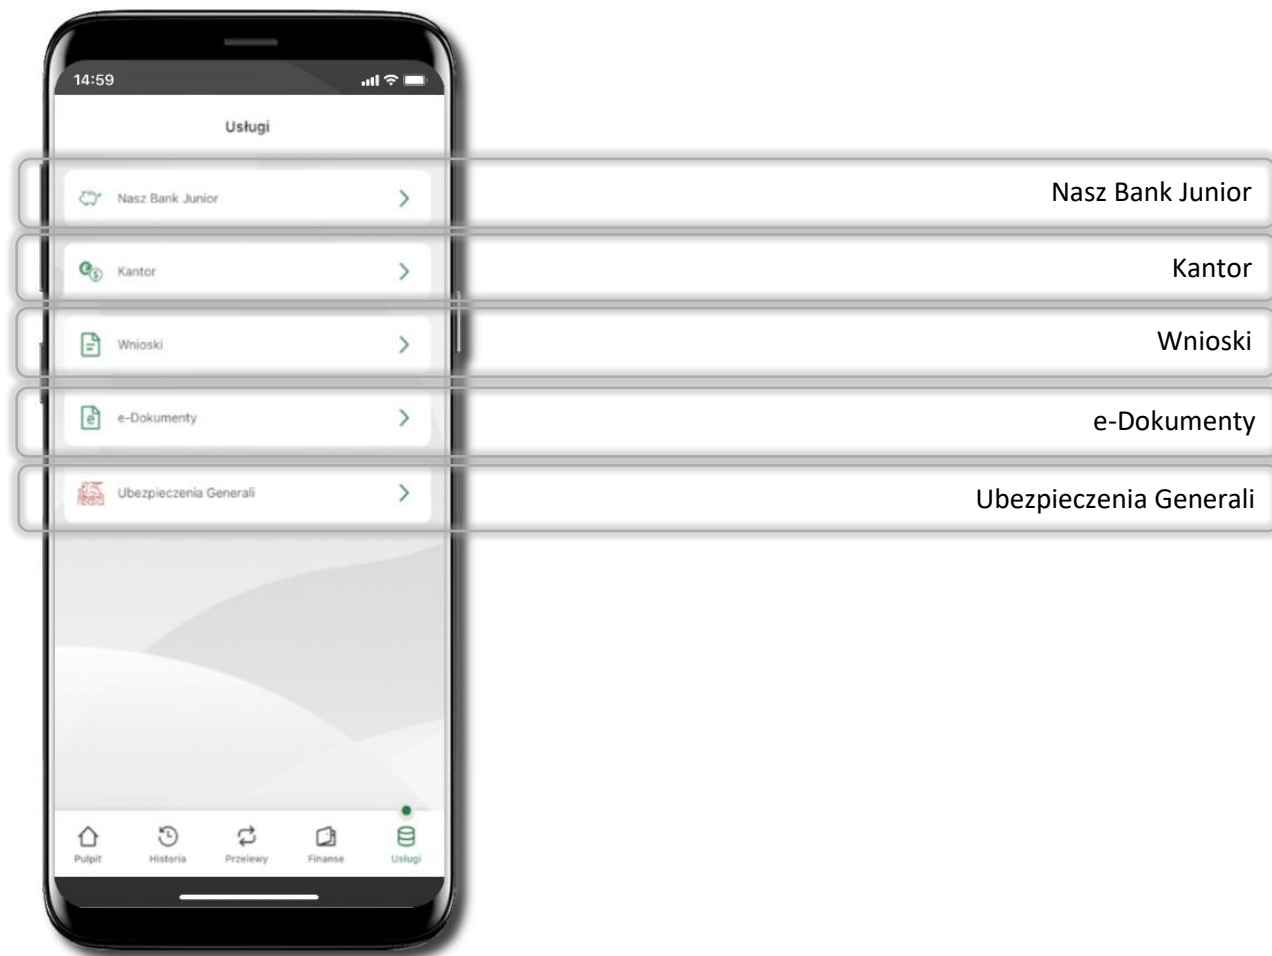 14:59
Usługi
Nasz Bank Junior
Nasz Bank Junior
Kantor
Kantor
Wnioski
Wnioski
e-Dokumenty
e-Dokumenty
Ubezpieczenia Generali
Ubezpieczenia Generali
Pulpit Historia Przelewy Finanse Usługi